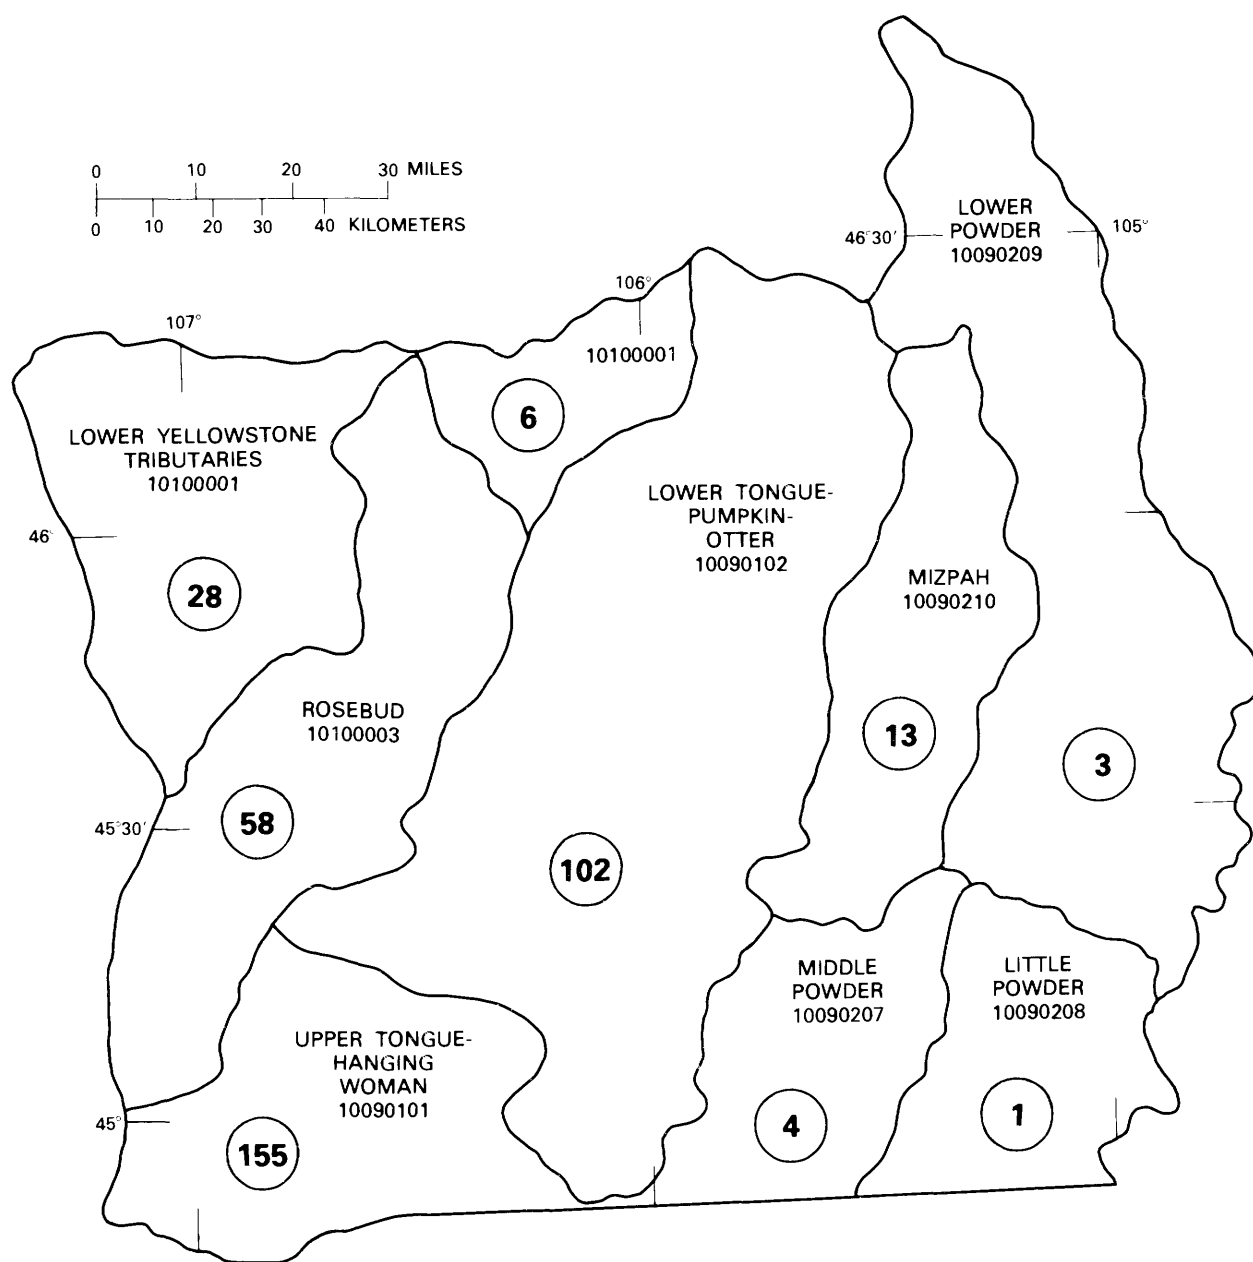 0 10 20 30 MILES
0 10 20 30 40 KILOMETERS
LOWER
POWDER
10090209
46°30'
105°
106°
107°
10100001
6
LOWER YELLOWSTONE
TRIBUTARIES
10100001
LOWER TONGUE-
PUMPKIN-
OTTER
10090102
46°
28
MIZPAH
10090210
ROSEBUD
10100003
13
3
45°30'
58
102
MIDDLE
POWDER
10090207
LITTLE
POWDER
10090208
UPPER TONGUE-
HANGING
WOMAN
10090101
45°
155
4
1